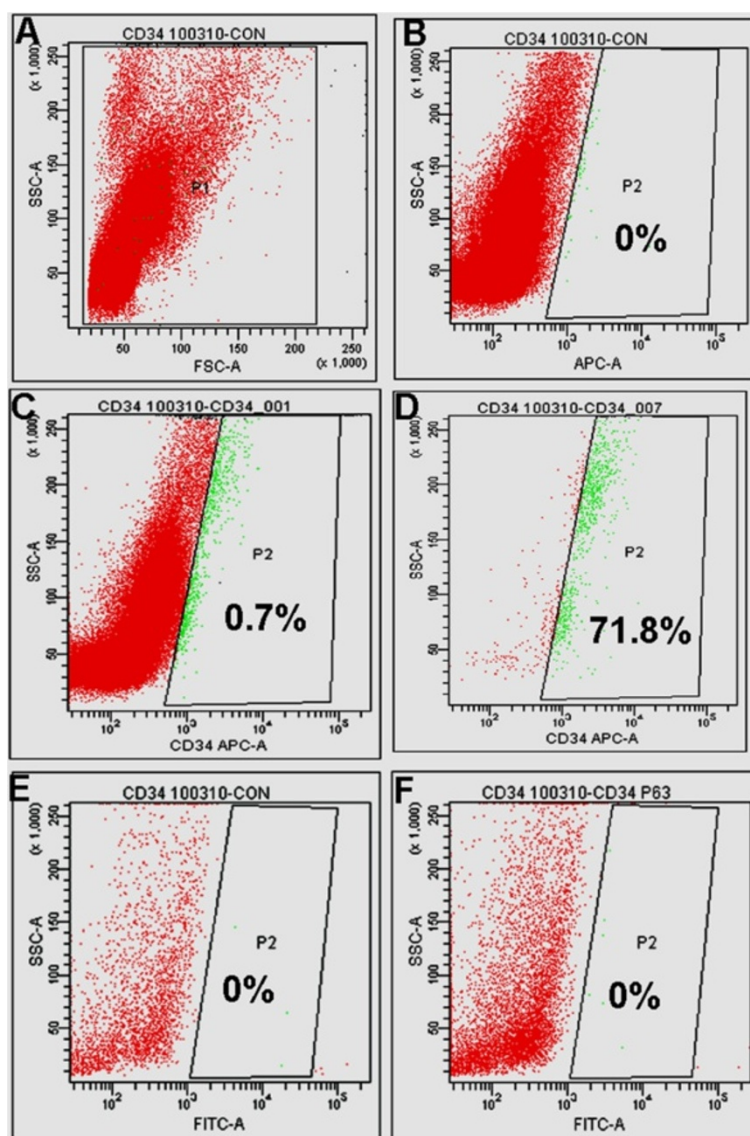 A
CD34 100310-CON
(x 1,000)
SSC-A
250
200
150
100
50
P1
50 100 150 200 250
FSC-A
(x 1,000)
B
CD34 100310-CON
(x 1,000)
SSC-A
250
200
150
100
50
P2
0%
10² 10³ 10⁴ 10⁵
APC-A
C
CD34 100310-CD34_001
(x 1,000)
SSC-A
250
200
150
100
50
P2
0.7%
10² 10³ 10⁴ 10⁵
CD34 APC-A
D
CD34 100310-CD34_007
(x 1,000)
SSC-A
250
200
150
100
50
P2
71.8%
10² 10³ 10⁴ 10⁵
CD34 APC-A
E
CD34 100310-CON
(x 1,000)
SSC-A
250
200
150
100
50
P2
0%
10² 10³ 10⁴ 10⁵
FITC-A
F
CD34 100310-CD34 P63
(x 1,000)
SSC-A
250
200
150
100
50
P2
0%
10² 10³ 10⁴ 10⁵
FITC-A